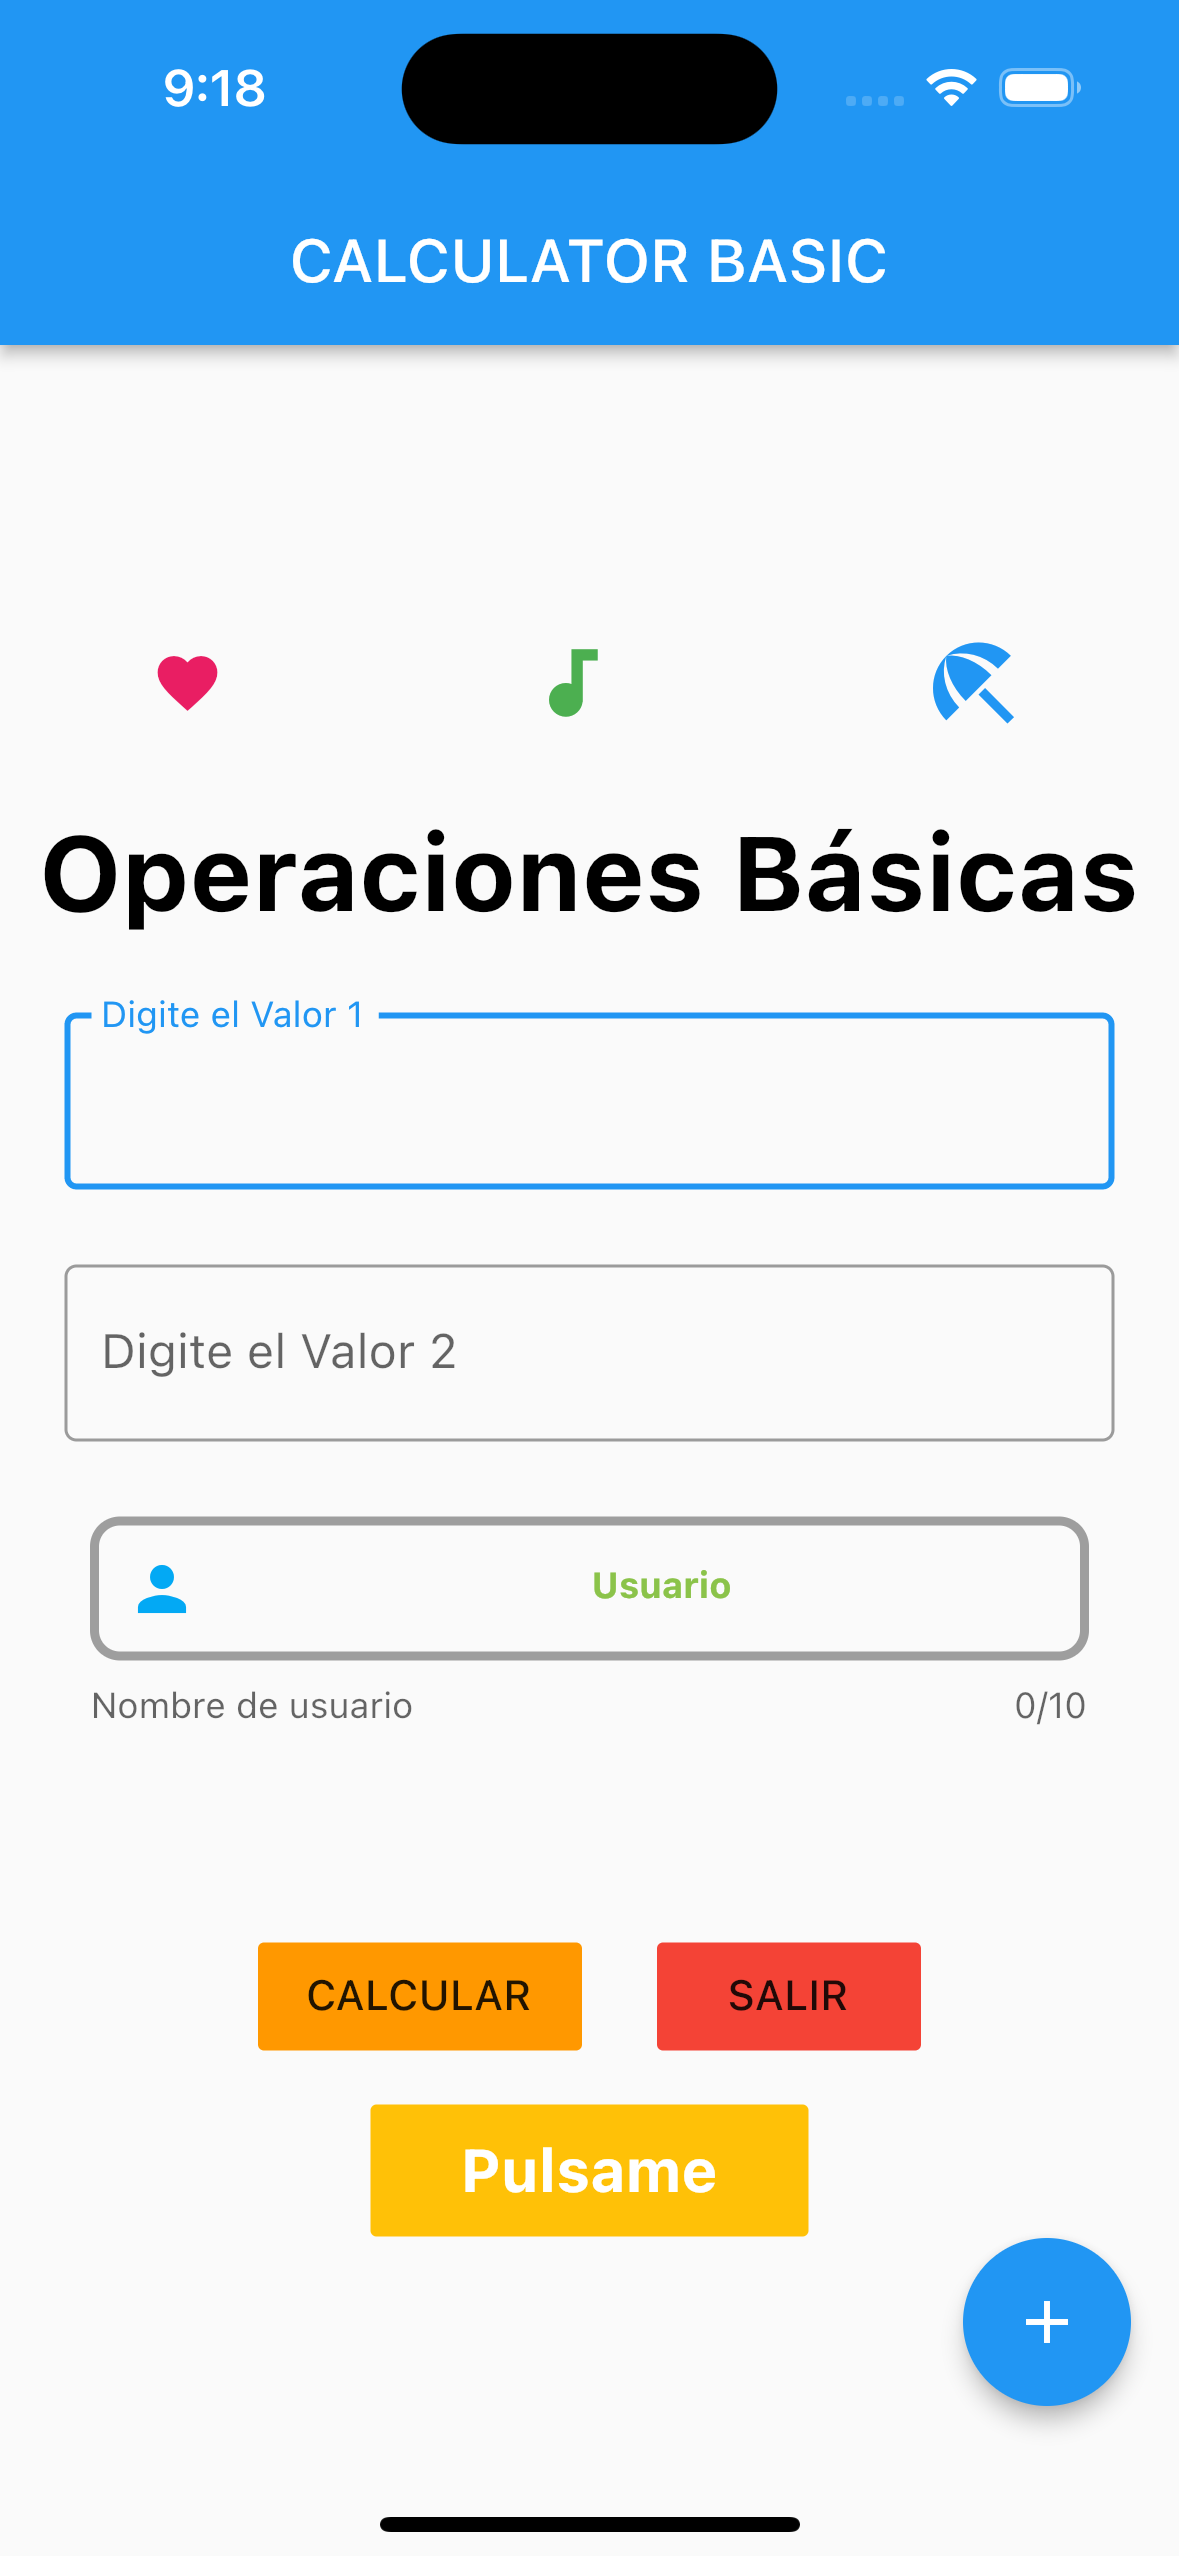 9:18
CALCULATOR BASIC
Operaciones Básicas
Digite el Valor 1
Digite el Valor 2
Usuario
Nombre de usuario 0/10
CALCULAR SALIR
Pulsame
+